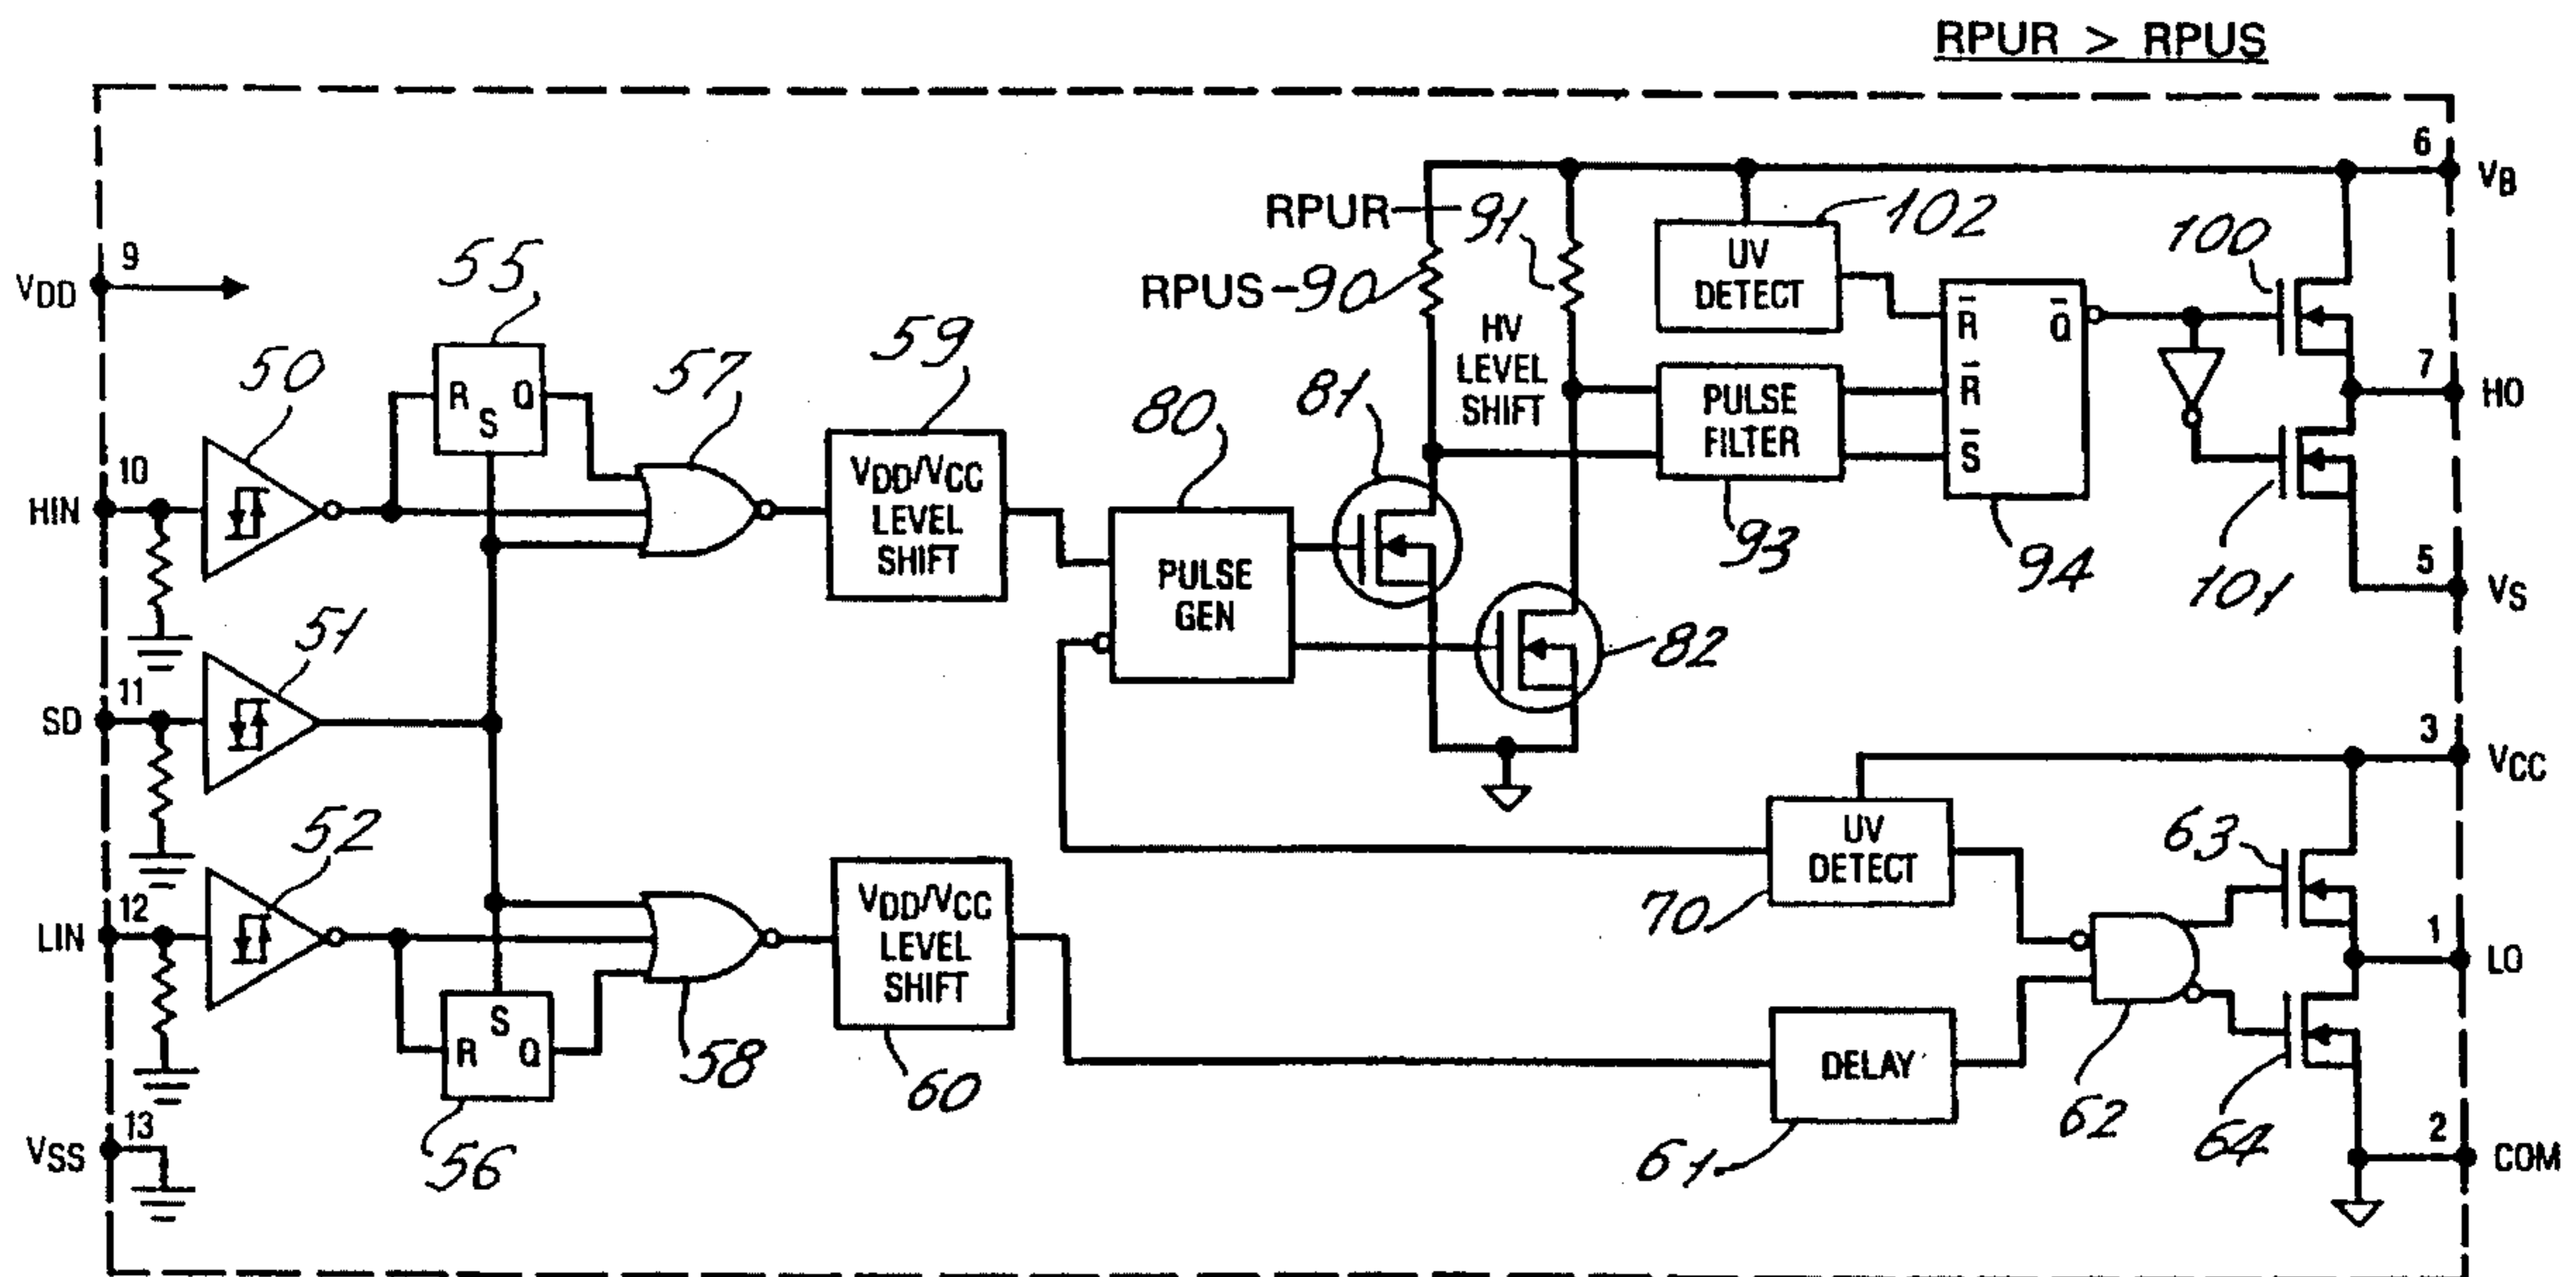 RPUR > RPUS
6
VB
RPUR
91
102
100
9
VDD
55
RPUS-90
UV
DETECT
HV
LEVEL
SHIFT
R̄
Q̄
50
R
S
Q
57
59
80
81
PULSE
FILTER
R̄
S̄
7
HO
10
HIN
VDD/VCC
LEVEL
SHIFT
PULSE
GEN
93
94
101
5
VS
51
82
11
SD
3
VCC
52
UV
DETECT
63
12
LIN
VDD/VCC
LEVEL
SHIFT
70
1
LO
S
R
Q
58
60
DELAY
62
64
13
VSS
56
61
2
COM